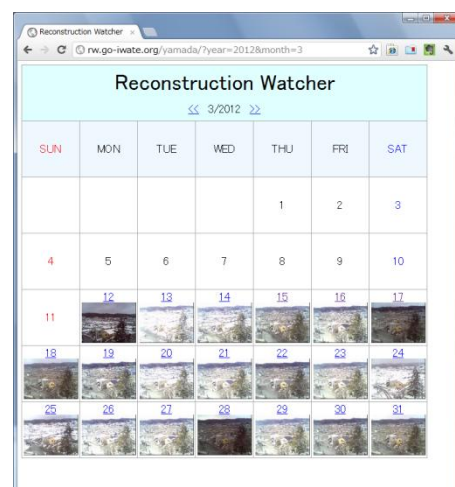 Reconstruction Watcher
rw.go-iwate.org/yamada/?year=2012&month=3
Reconstruction Watcher
<< 3/2012 >>
SUN MON TUE WED THU FRI SAT
1 2 3
4 5 6 7 8 9 10
11 12 13 14 15 16 17
18 19 20 21 22 23 24
25 26 27 28 29 30 31